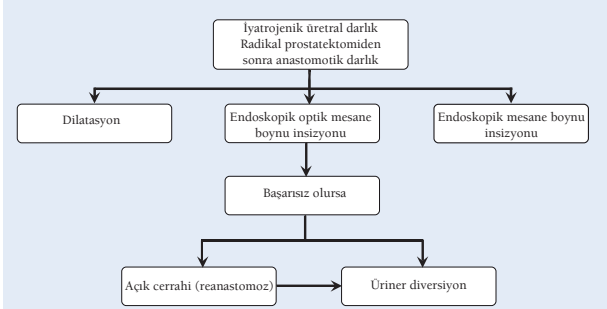 İyatrojenik üretral darlık
Radikal prostatektomiden
sonra anastomotik darlık
Dilatasyon
Endoskopik optik mesane
boynu insizyonu
Endoskopik mesane boynu
insizyonu
Başarısız olursa
Açık cerrahi (reanastomoz)
Üriner diversiyon